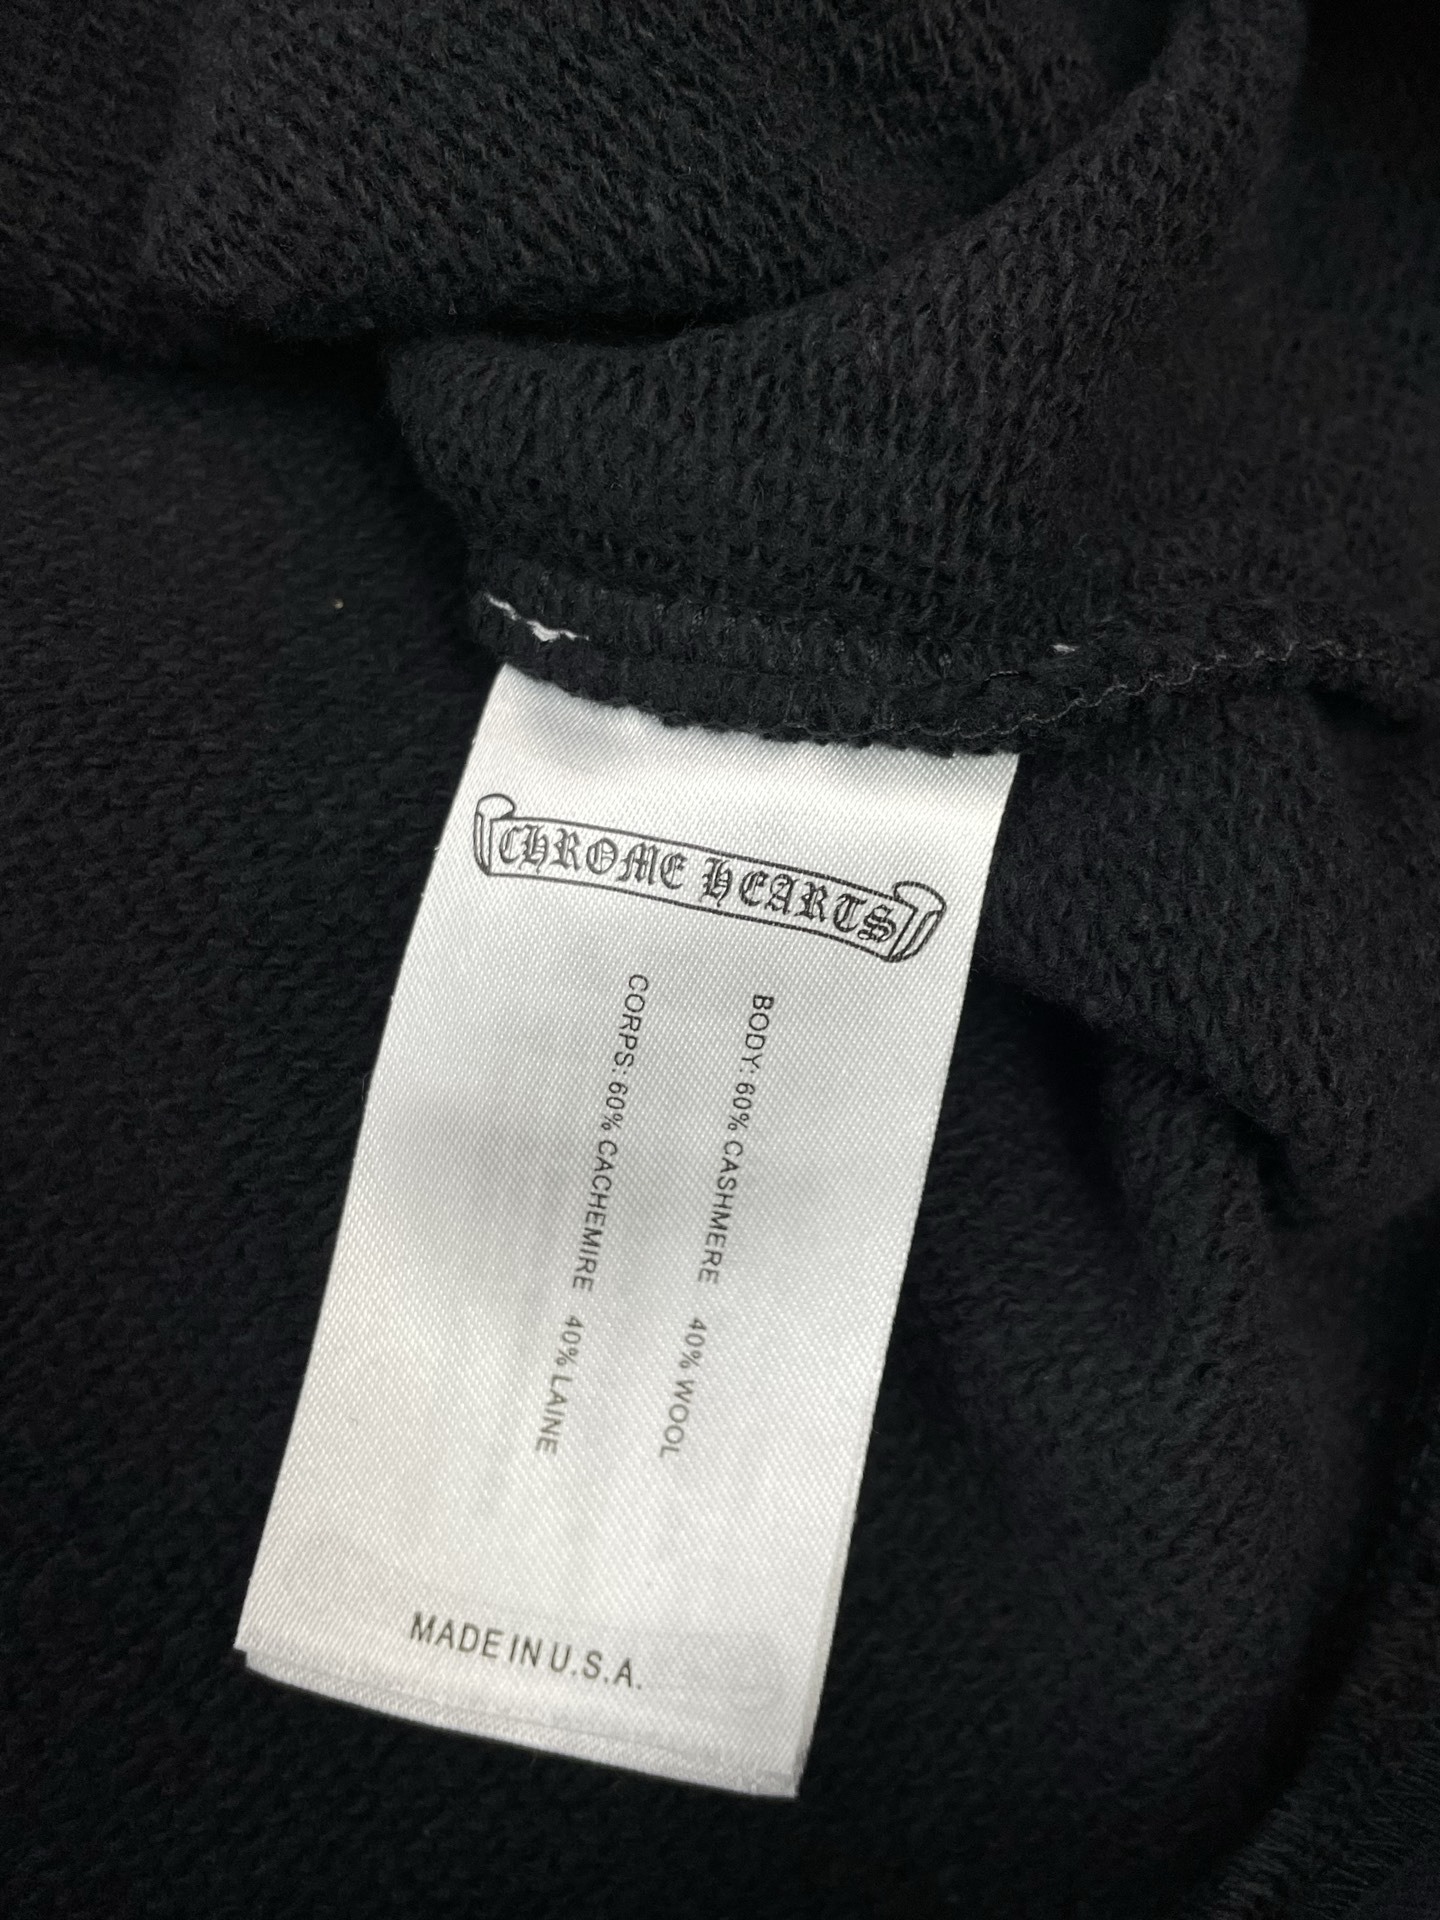 CHROME HEARTS
BODY: 60% CASHMERE 40% WOOL
CORPS: 60% CACHEMIRE 40% LAINE
MADE IN U.S.A.